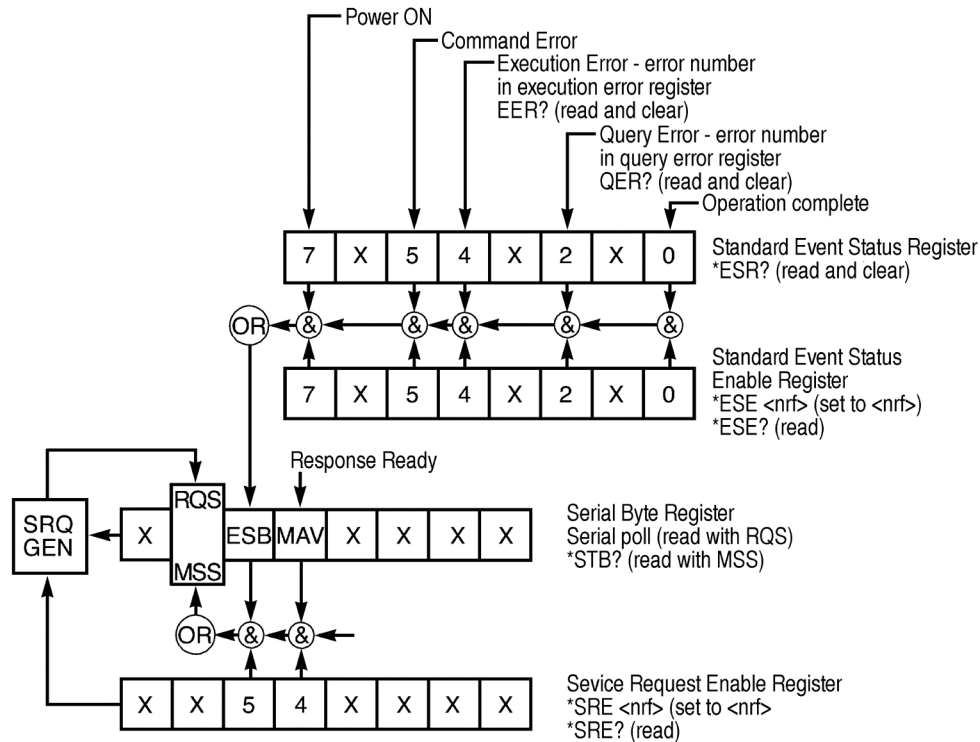 Power ON
Command Error
Execution Error - error number
in execution error register
EER? (read and clear)
Query Error - error number
in query error register
QER? (read and clear)
Operation complete
7 X 5 4 X 2 X 0
Standard Event Status Register
*ESR? (read and clear)
OR & & & & &
7 X 5 4 X 2 X 0
Standard Event Status
Enable Register
*ESE <nrf> (set to <nrf>)
*ESE? (read)
Response Ready
SRQ
GEN
X
RQS
MSS
ESB MAV X X X X
Serial Byte Register
Serial poll (read with RQS)
*STB? (read with MSS)
OR & &
X X 5 4 X X X X
Sevice Request Enable Register
*SRE <nrf> (set to <nrf>
*SRE? (read)